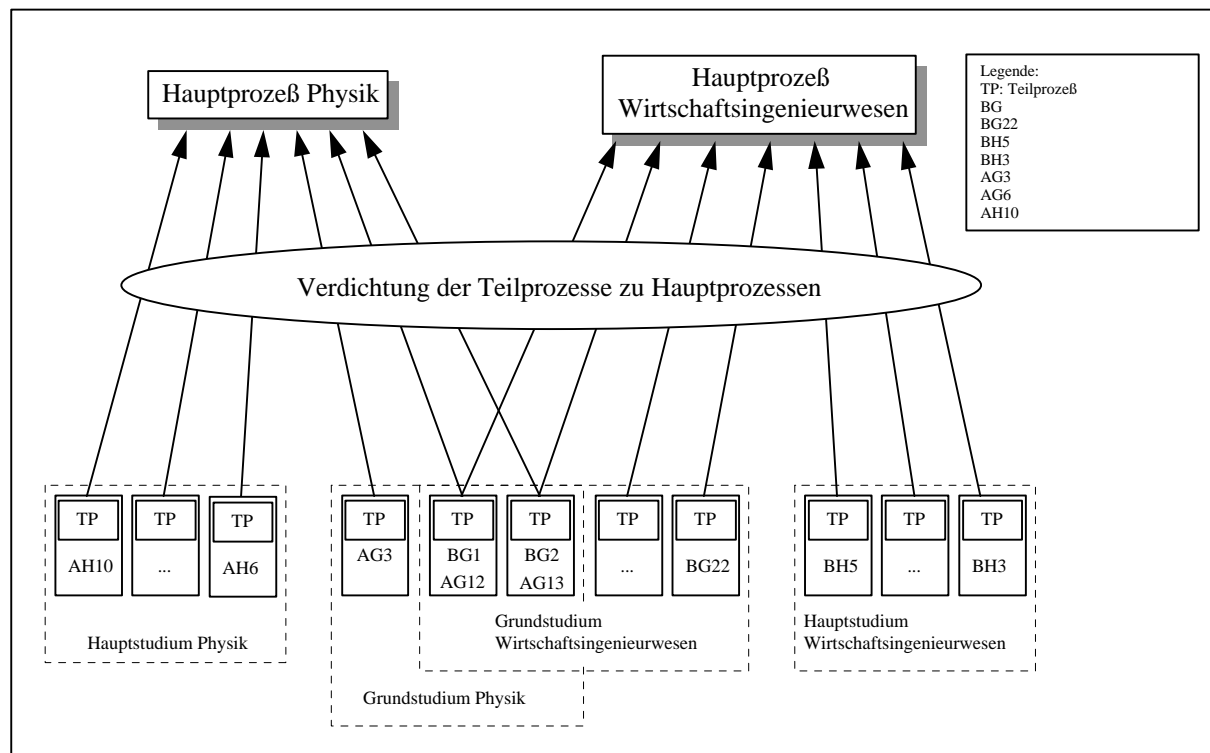 Hauptprozeß Physik
Hauptprozeß
Wirtschaftsingenieurwesen
Legende:
TP: Teilprozeß
BG
BG22
BH5
BH3
AG3
AG6
AH10
Verdichtung der Teilprozesse zu Hauptprozessen
TP
AH10
TP
...
TP
AH6
Hauptstudium Physik
TP
AG3
TP
BG1
AG12
TP
BG2
AG13
TP
...
TP
BG22
Grundstudium
Wirtschaftsingenieurwesen
Grundstudium Physik
TP
BH5
TP
...
TP
BH3
Hauptstudium
Wirtschaftsingenieurwesen